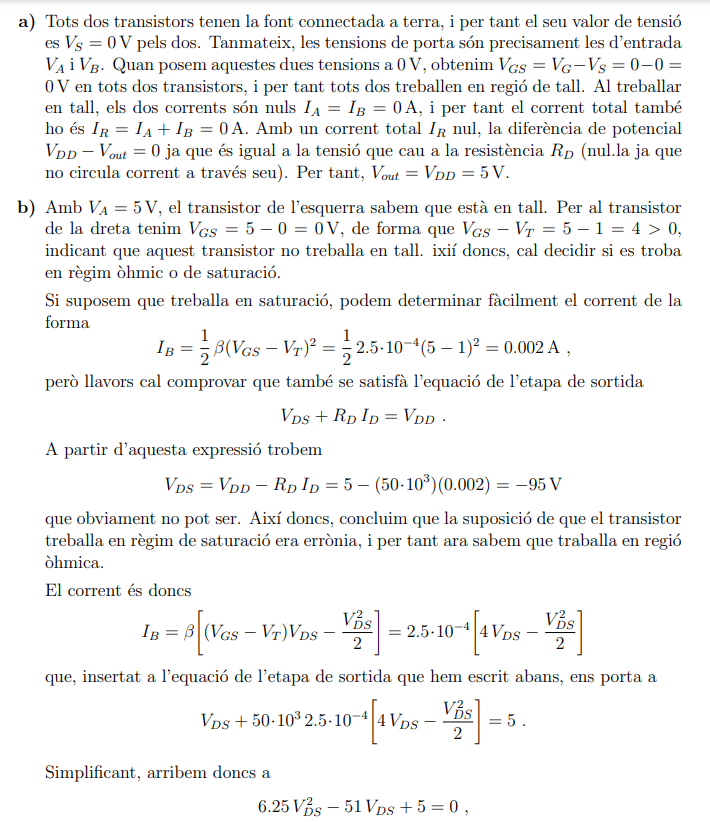 a) Tots dos transistors tenen la font connectada a terra, i per tant el seu valor de tensió
es V_S = 0 V pels dos. Tanmateix, les tensions de porta són precisament les d'entrada
V_A i V_B. Quan posem aquestes dues tensions a 0 V, obtenim V_GS = V_G−V_S = 0−0 =
0 V en tots dos transistors, i per tant tots dos treballen en regió de tall. Al treballar
en tall, els dos corrents són nuls I_A = I_B = 0 A, i per tant el corrent total també
ho és I_R = I_A + I_B = 0 A. Amb un corrent total I_R nul, la diferència de potencial
V_DD − V_out = 0 ja que és igual a la tensió que cau a la resistència R_D (nul.la ja que
no circula corrent a través seu). Per tant, V_out = V_DD = 5 V.
b) Amb V_A = 5 V, el transistor de l'esquerra sabem que està en tall. Per al transistor
de la dreta tenim V_GS = 5 − 0 = 0 V, de forma que V_GS − V_T = 5 − 1 = 4 > 0,
indicant que aquest transistor no treballa en tall. ixií doncs, cal decidir si es troba
en règim òhmic o de saturació.
Si suposem que treballa en saturació, podem determinar fàcilment el corrent de la
forma
I_B = 1/2 β(V_GS − V_T)² = 1/2 2.5·10⁻⁴(5 − 1)² = 0.002 A ,
però llavors cal comprovar que també se satisfà l'equació de l'etapa de sortida
V_DS + R_D I_D = V_DD .
A partir d'aquesta expressió trobem
V_DS = V_DD − R_D I_D = 5 − (50·10³)(0.002) = −95 V
que obviament no pot ser. Així doncs, concluim que la suposició de que el transistor
treballa en règim de saturació era errònia, i per tant ara sabem que traballa en regió
òhmica.
El corrent és doncs
I_B = β[(V_GS − V_T)V_DS − V_DS²/2] = 2.5·10⁻⁴[4 V_DS − V_DS²/2]
que, insertat a l'equació de l'etapa de sortida que hem escrit abans, ens porta a
V_DS + 50·10³ 2.5·10⁻⁴[4 V_DS − V_DS²/2] = 5 .
Simplificant, arribem doncs a
6.25 V_DS² − 51 V_DS + 5 = 0 ,